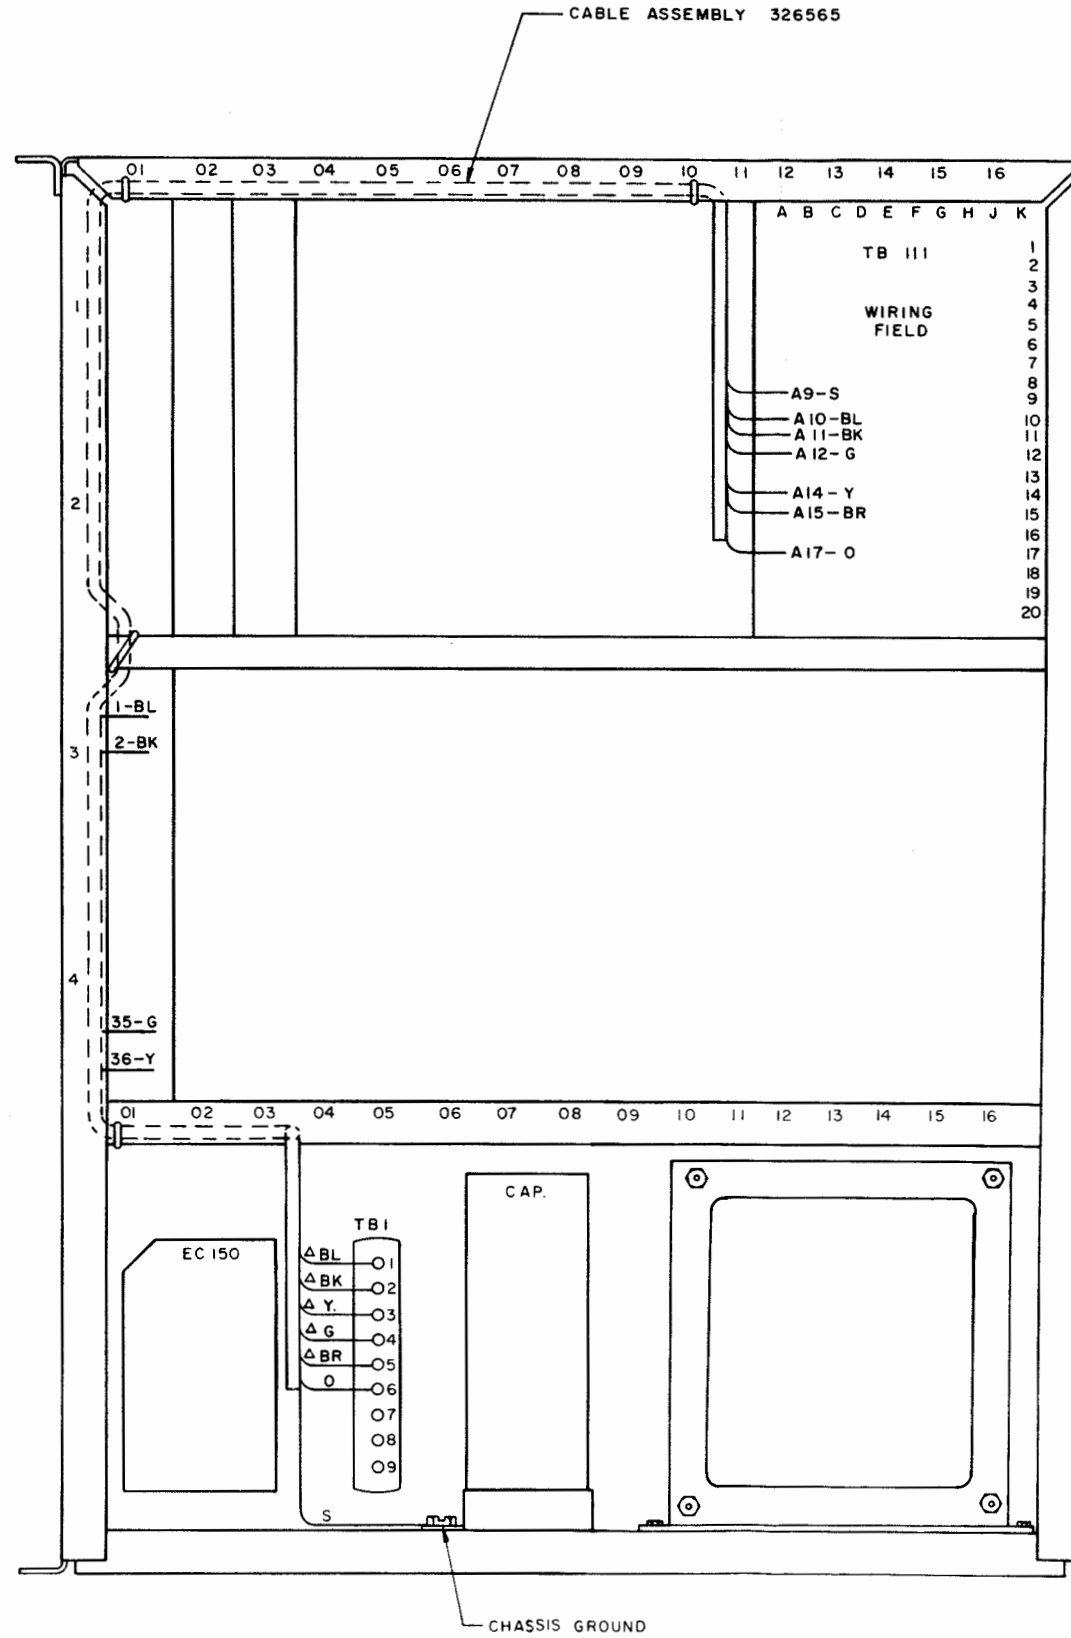 CABLE ASSEMBLY 326565
01 02 03 04 05 06 07 08 09 10 11 12 13 14 15 16
A B C D E F G H J K
TB 111
WIRING
FIELD
1
2
3
4
5
6
7
8
9
10
11
12
13
14
15
16
17
18
19
20
A9-S
A10-BL
A11-BK
A12-G
A14-Y
A15-BR
A17-O
1
2
3
4
1-BL
2-BK
35-G
36-Y
01 02 03 04 05 06 07 08 09 10 11 12 13 14 15 16
EC 150
TB1
△ BL 1
△ BK 2
△ Y. 3
△ G 4
△ BR 5
O 6
7
8
9
S
CAP.
CHASSIS GROUND